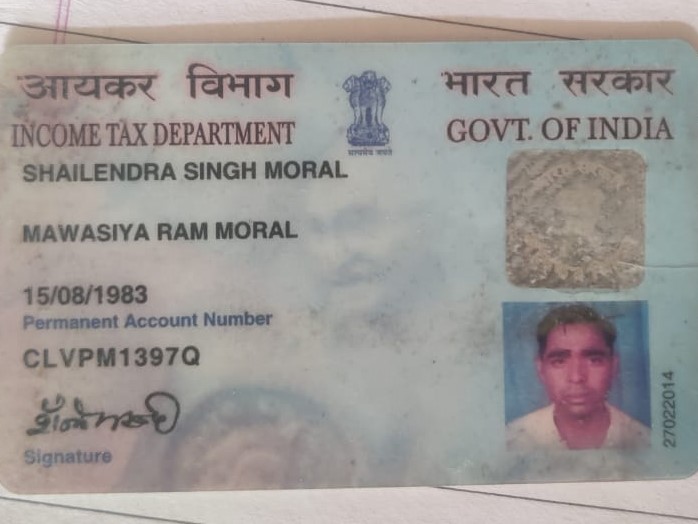 आयकर विभाग
भारत सरकार
INCOME TAX DEPARTMENT
GOVT. OF INDIA
सत्यमेव जयते
SHAILENDRA SINGH MORAL
MAWASIYA RAM MORAL
15/08/1983
Permanent Account Number
CLVPM1397Q
Signature
27022014